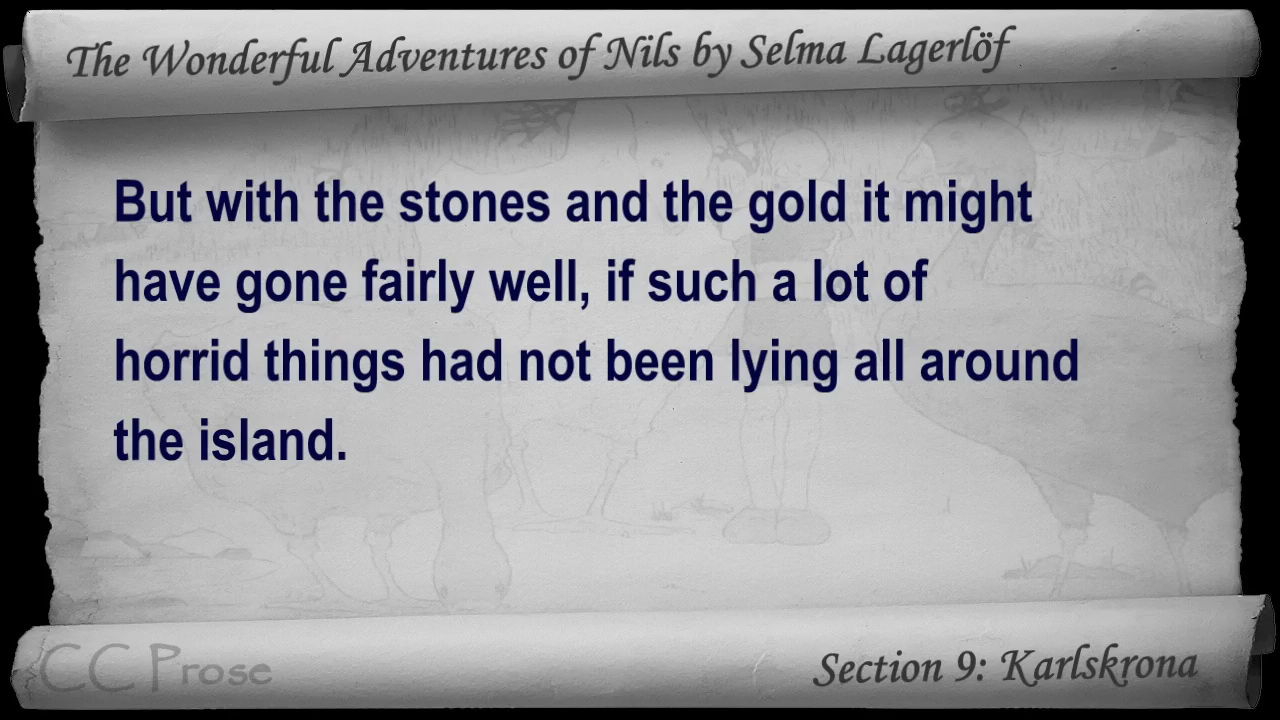 The Wonderful Adventures of Nils by Selma Lagerlöf
But with the stones and the gold it might
have gone fairly well, if such a lot of
horrid things had not been lying all around
the island.
CC Prose
Section 9: Karlskrona